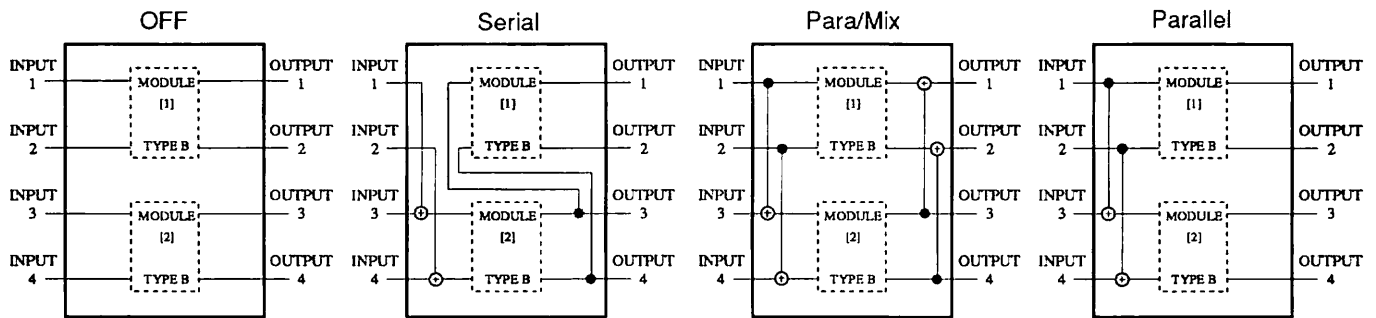 OFF
INPUT
1
INPUT
2
INPUT
3
INPUT
4
MODULE
[1]
TYPE B
MODULE
[2]
TYPE B
OUTPUT
1
OUTPUT
2
OUTPUT
3
OUTPUT
4
Serial
INPUT
1
INPUT
2
INPUT
3
INPUT
4
MODULE
[1]
TYPE B
MODULE
[2]
TYPE B
OUTPUT
1
OUTPUT
2
OUTPUT
3
OUTPUT
4
Para/Mix
INPUT
1
INPUT
2
INPUT
3
INPUT
4
MODULE
[1]
TYPE B
MODULE
[2]
TYPE B
OUTPUT
1
OUTPUT
2
OUTPUT
3
OUTPUT
4
Parallel
INPUT
1
INPUT
2
INPUT
3
INPUT
4
MODULE
[1]
TYPE B
MODULE
[2]
TYPE B
OUTPUT
1
OUTPUT
2
OUTPUT
3
OUTPUT
4